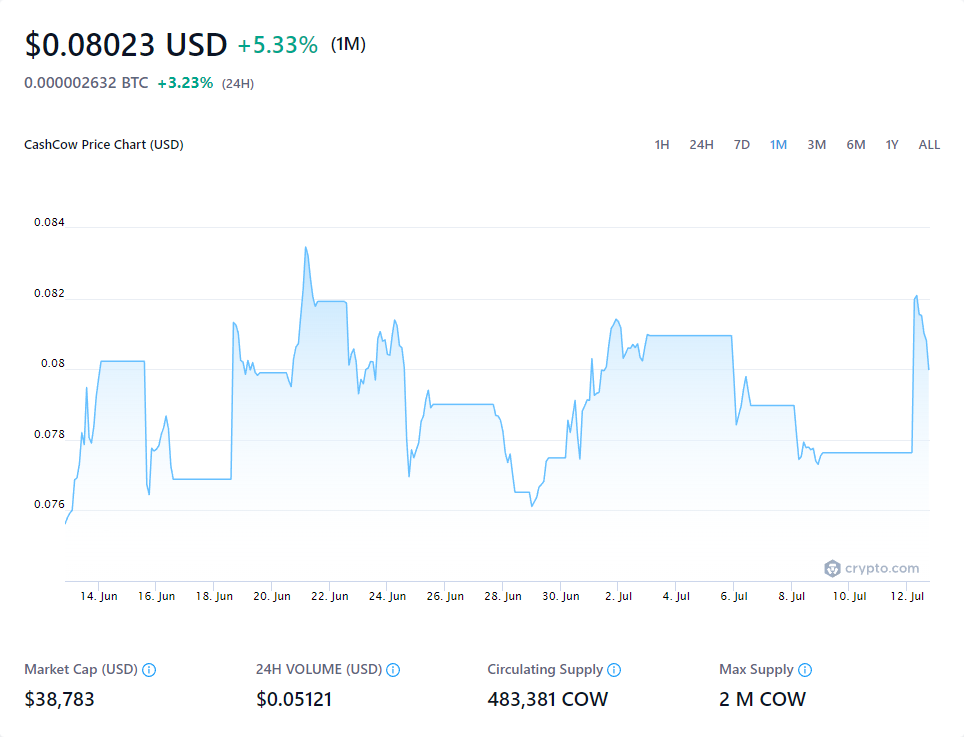 $0.08023 USD +5.33% (1M)
0.000002632 BTC +3.23% (24H)
CashCow Price Chart (USD) 1H 24H 7D 1M 3M 6M 1Y ALL
0.084
0.082
0.08
0.078
0.076
crypto.com
14. Jun 16. Jun 18. Jun 20. Jun 22. Jun 24. Jun 26. Jun 28. Jun 30. Jun 2. Jul 4. Jul 6. Jul 8. Jul 10. Jul 12. Jul
Market Cap (USD) 24H VOLUME (USD) Circulating Supply Max Supply
$38,783 $0.05121 483,381 COW 2 M COW